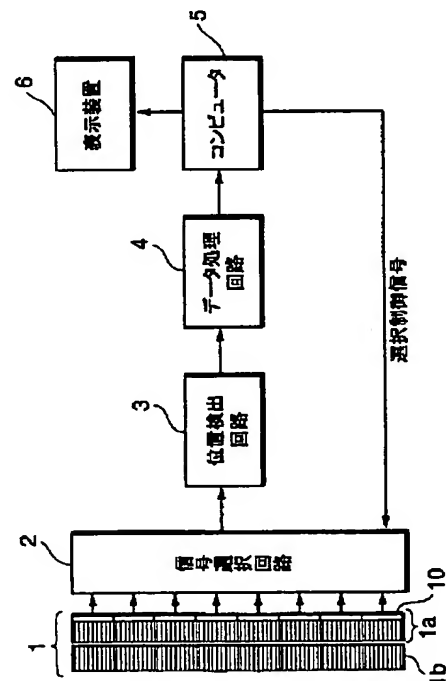 1
1b
1a
10
2
信号選択回路
3
位置検出
回路
4
データ処理
回路
5
コンピュータ
6
表示装置
選択制御信号